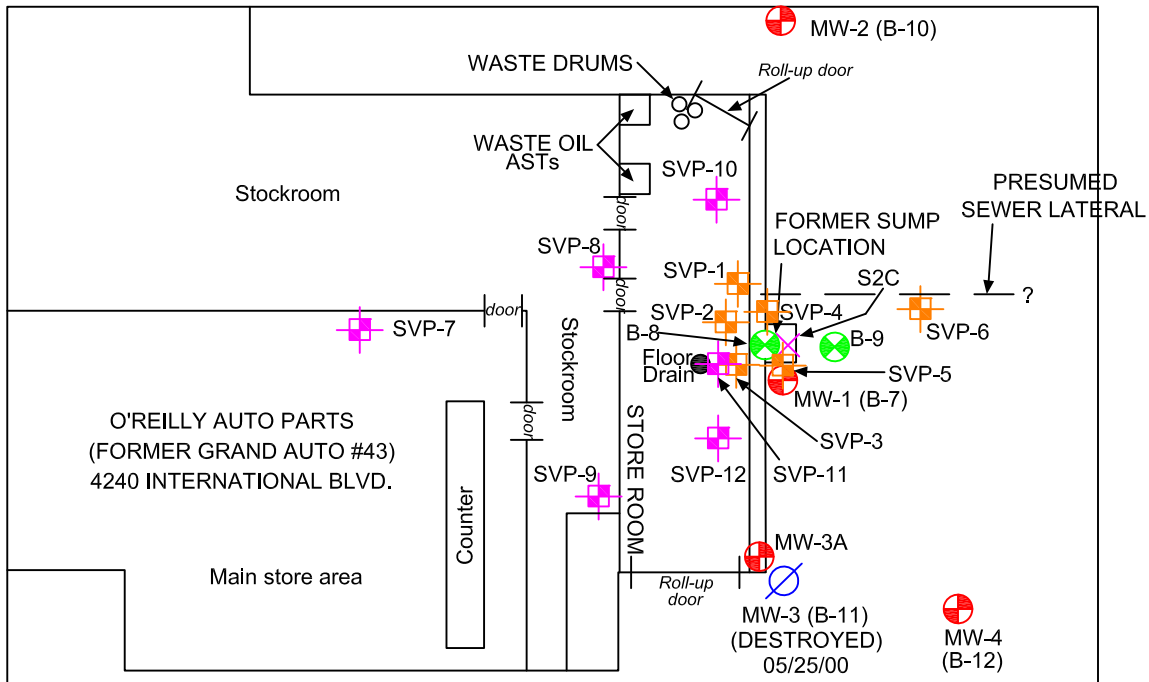 MW-2 (B-10)
WASTE DRUMS
Roll-up door
WASTE OIL
ASTs
SVP-10
Stockroom
door
PRESUMED
SEWER LATERAL
FORMER SUMP
LOCATION
SVP-8
SVP-1
S2C
door
?
door
SVP-7
SVP-2
SVP-4
SVP-6
B-8
B-9
Stockroom
Floor
Drain
SVP-5
MW-1 (B-7)
O'REILLY AUTO PARTS
(FORMER GRAND AUTO #43)
4240 INTERNATIONAL BLVD.
door
STORE ROOM
SVP-3
SVP-9
SVP-12
SVP-11
Counter
MW-3A
Main store area
Roll-up
door
MW-3 (B-11)
(DESTROYED)
05/25/00
MW-4
(B-12)